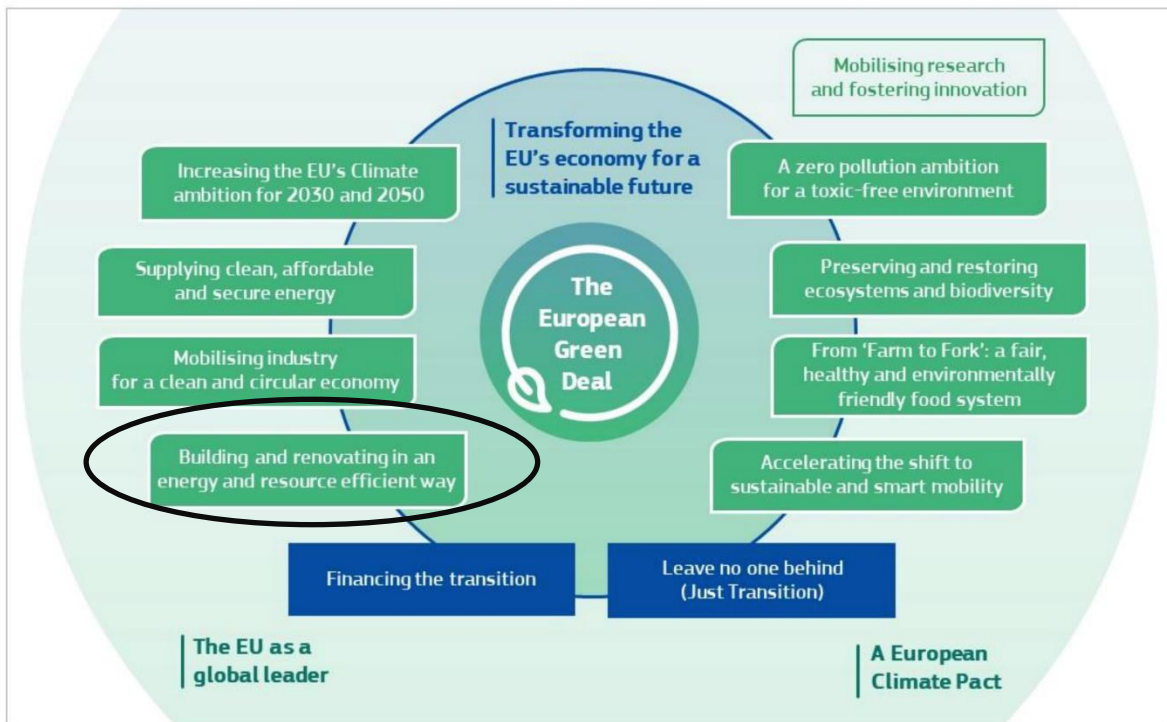 Mobilising research
and fostering innovation
Transforming the
EU's economy for a
sustainable future
Increasing the EU's Climate
ambition for 2030 and 2050
A zero pollution ambition
for a toxic-free environment
Supplying clean, affordable
and secure energy
Preserving and restoring
ecosystems and biodiversity
The
European
Green
Deal
Mobilising industry
for a clean and circular economy
From ‘Farm to Fork’: a fair,
healthy and environmentally
friendly food system
Building and renovating in an
energy and resource efficient way
Accelerating the shift to
sustainable and smart mobility
Financing the transition
Leave no one behind
(Just Transition)
The EU as a
global leader
A European
Climate Pact